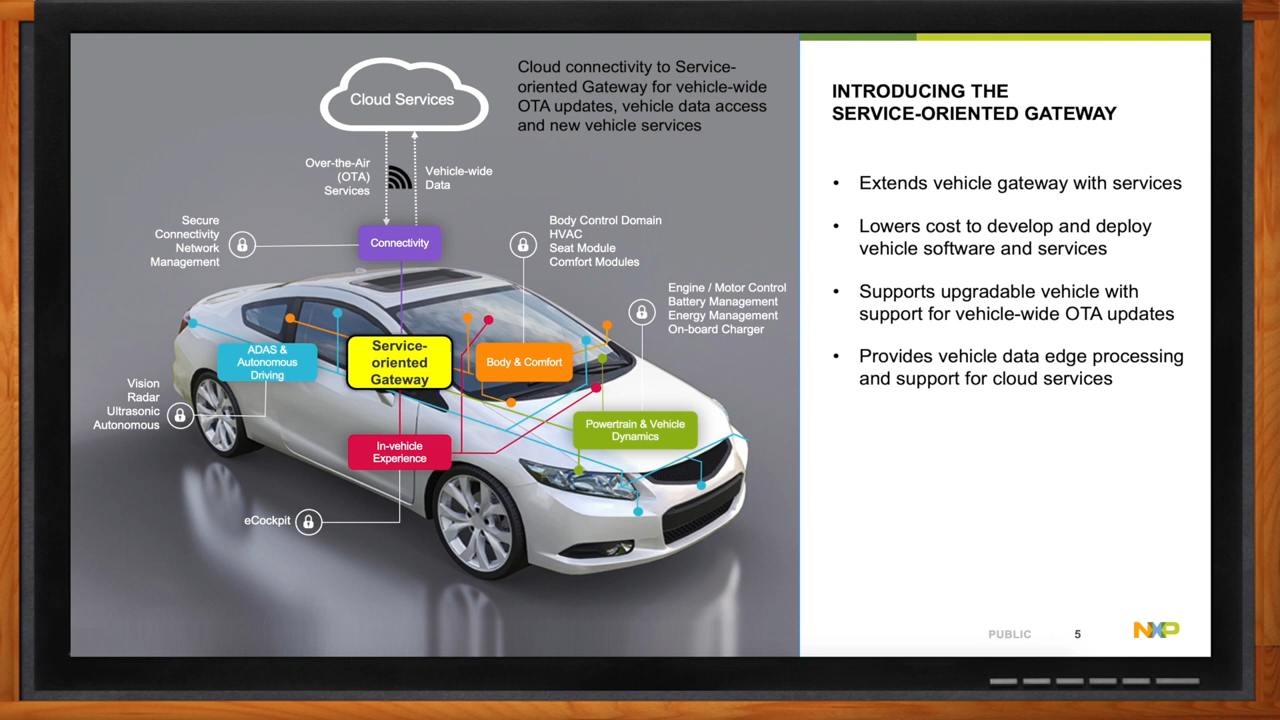 Cloud Services
Cloud connectivity to Service-
oriented Gateway for vehicle-wide
OTA updates, vehicle data access
and new vehicle services
Over-the-Air
(OTA)
Services
Vehicle-wide
Data
Secure
Connectivity
Network
Management
Connectivity
Body Control Domain
HVAC
Seat Module
Comfort Modules
Engine / Motor Control
Battery Management
Energy Management
On-board Charger
ADAS &
Autonomous
Driving
Service-
oriented
Gateway
Body & Comfort
Vision
Radar
Ultrasonic
Autonomous
Powertrain & Vehicle
Dynamics
In-vehicle
Experience
eCockpit
INTRODUCING THE
SERVICE-ORIENTED GATEWAY
• Extends vehicle gateway with services
• Lowers cost to develop and deploy
vehicle software and services
• Supports upgradable vehicle with
support for vehicle-wide OTA updates
• Provides vehicle data edge processing
and support for cloud services
PUBLIC 5
NXP